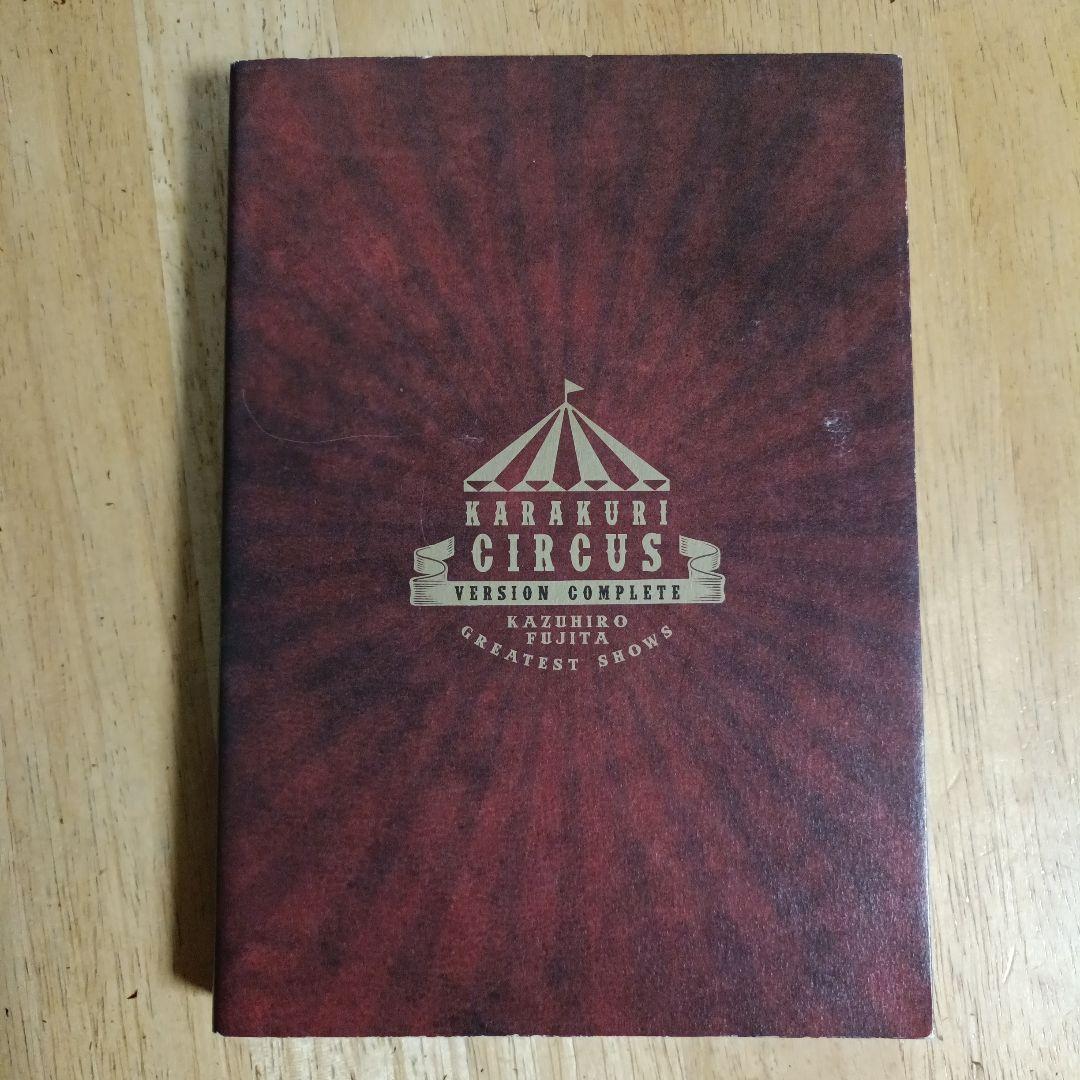 KARAKURI
CIRCUS
VERSION COMPLETE
KAZUHIRO
FUJITA
GREATEST SHOWS